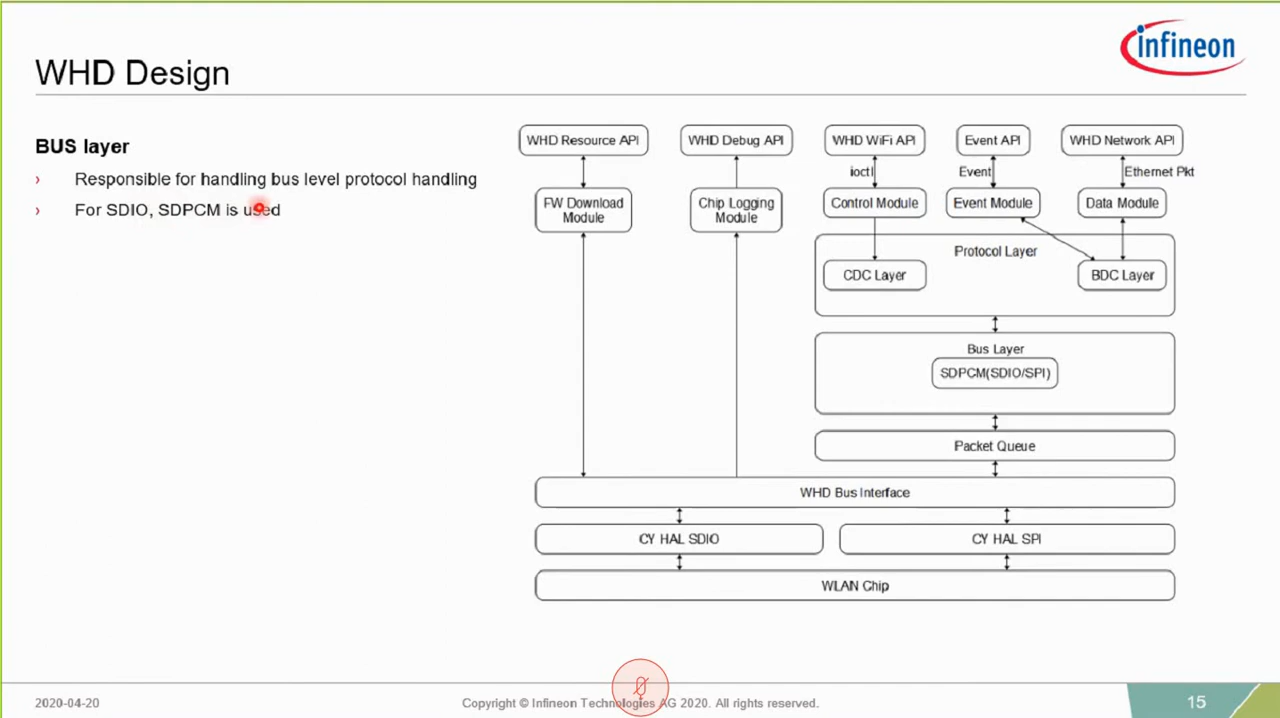 infineon
WHD Design
BUS layer
› Responsible for handling bus level protocol handling
› For SDIO, SDPCM is used
WHD Resource API
WHD Debug API
WHD WiFi API
Event API
WHD Network API
ioctl
Event
Ethernet Pkt
FW Download
Module
Chip Logging
Module
Control Module
Event Module
Data Module
Protocol Layer
CDC Layer
BDC Layer
Bus Layer
SDPCM(SDIO/SPI)
Packet Queue
WHD Bus Interface
CY HAL SDIO
CY HAL SPI
WLAN Chip
2020-04-20
Copyright © Infineon Technologies AG 2020. All rights reserved.
15